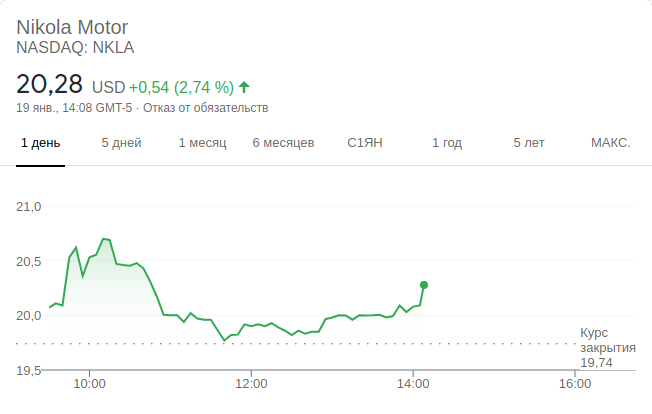 Nikola Motor
NASDAQ: NKLA
20,28 USD +0,54 (2,74 %)
19 янв., 14:08 GMT-5 · Отказ от обязательств
1 день 5 дней 1 месяц 6 месяцев С1ЯН 1 год 5 лет МАКС.
21,0
20,5
20,0
Курс
закрытия
19,74
19,5
10:00 12:00 14:00 16:00